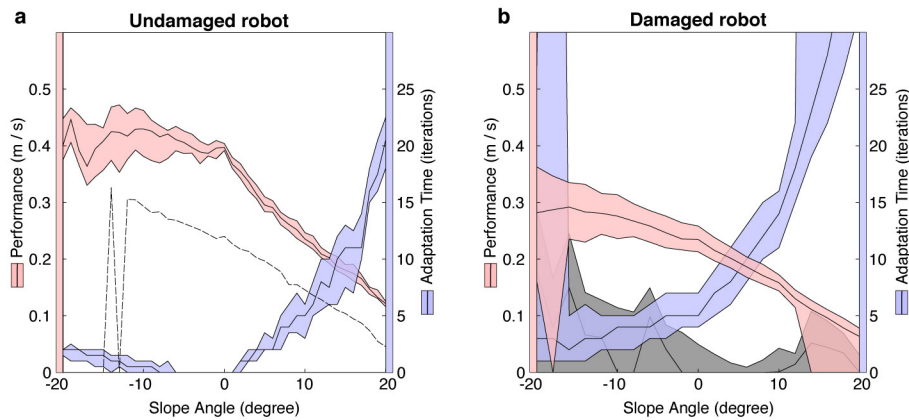 a Undamaged robot
Performance (m / s)
0.5
0.4
0.3
0.2
0.1
0
25
20
15
10
5
0
Adaptation Time (iterations)
-20 -10 0 10 20
Slope Angle (degree)
b Damaged robot
Performance (m / s)
0.5
0.4
0.3
0.2
0.1
0
25
20
15
10
5
0
Adaptation Time (iterations)
-20 -10 0 10 20
Slope Angle (degree)